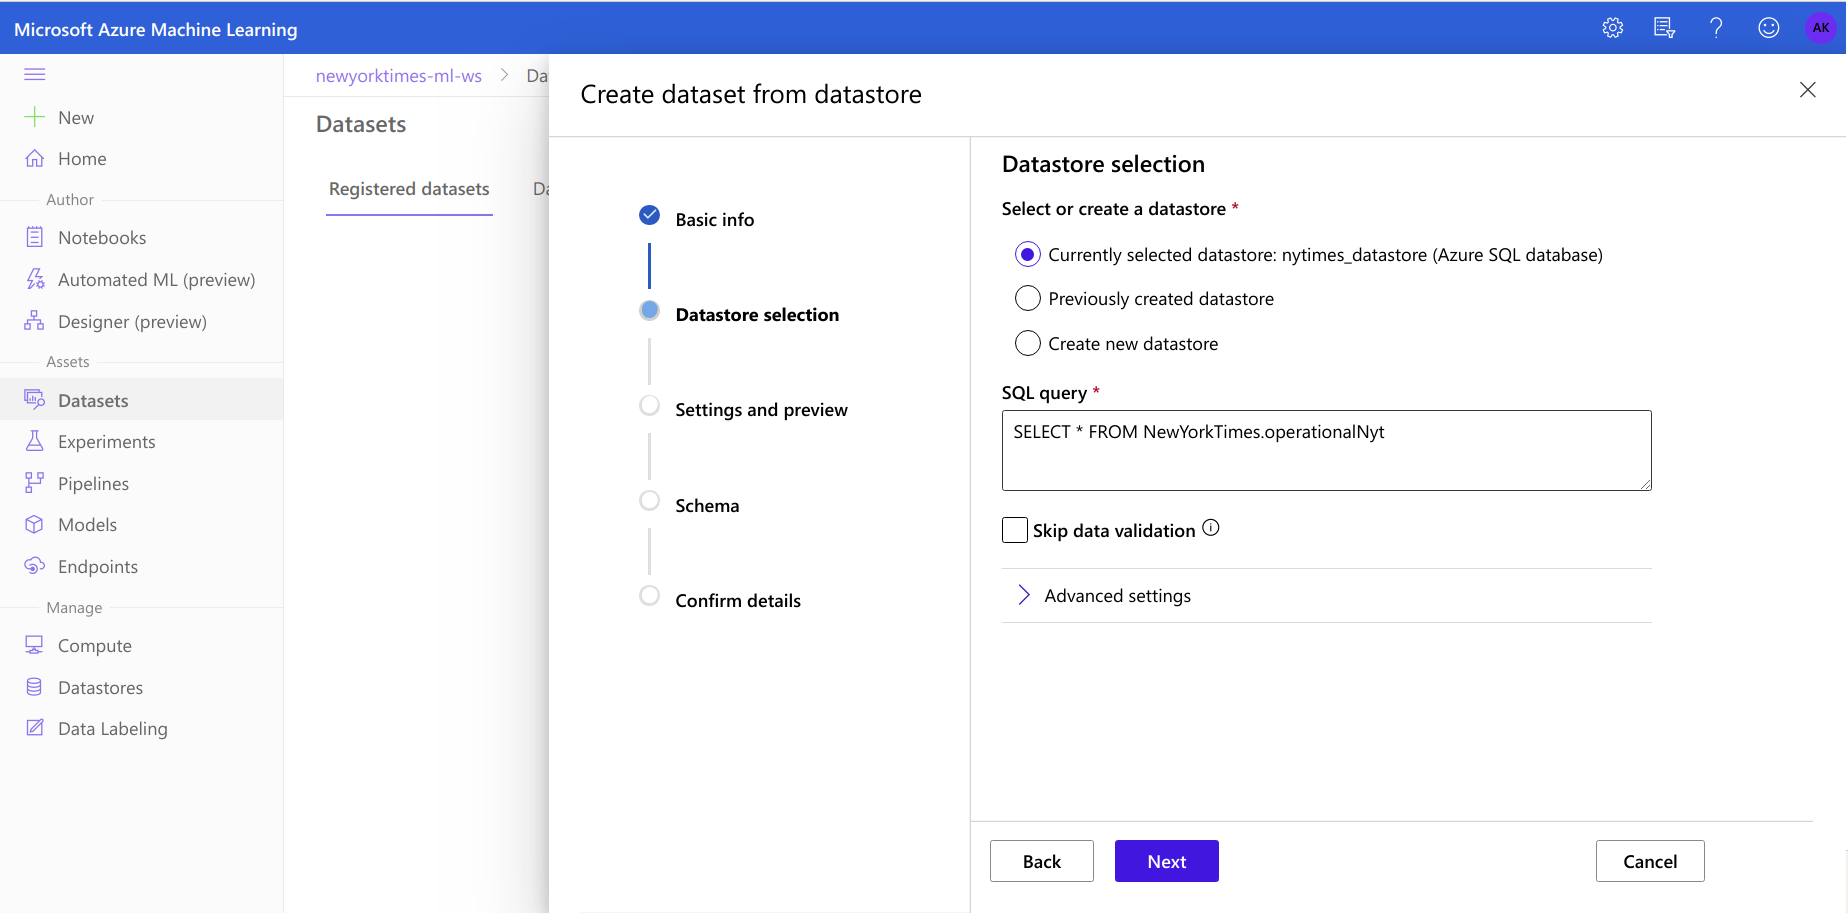 Microsoft Azure Machine Learning
AK
New
Home
Author
Notebooks
Automated ML (preview)
Designer (preview)
Assets
Datasets
Experiments
Pipelines
Models
Endpoints
Manage
Compute
Datastores
Data Labeling
newyorktimes-ml-ws > Da
Datasets
Registered datasets Da
Create dataset from datastore
Basic info
Datastore selection
Settings and preview
Schema
Confirm details
Datastore selection
Select or create a datastore *
Currently selected datastore: nytimes_datastore (Azure SQL database)
Previously created datastore
Create new datastore
SQL query *
SELECT * FROM NewYorkTimes.operationalNyt
Skip data validation
Advanced settings
Back Next Cancel